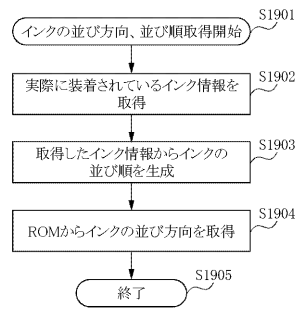 S1901
インクの並び方向、並び順取得開始
S1902
実際に装着されているインク情報を
取得
S1903
取得したインク情報からインクの
並び順を生成
S1904
ROMからインクの並び方向を取得
S1905
終了